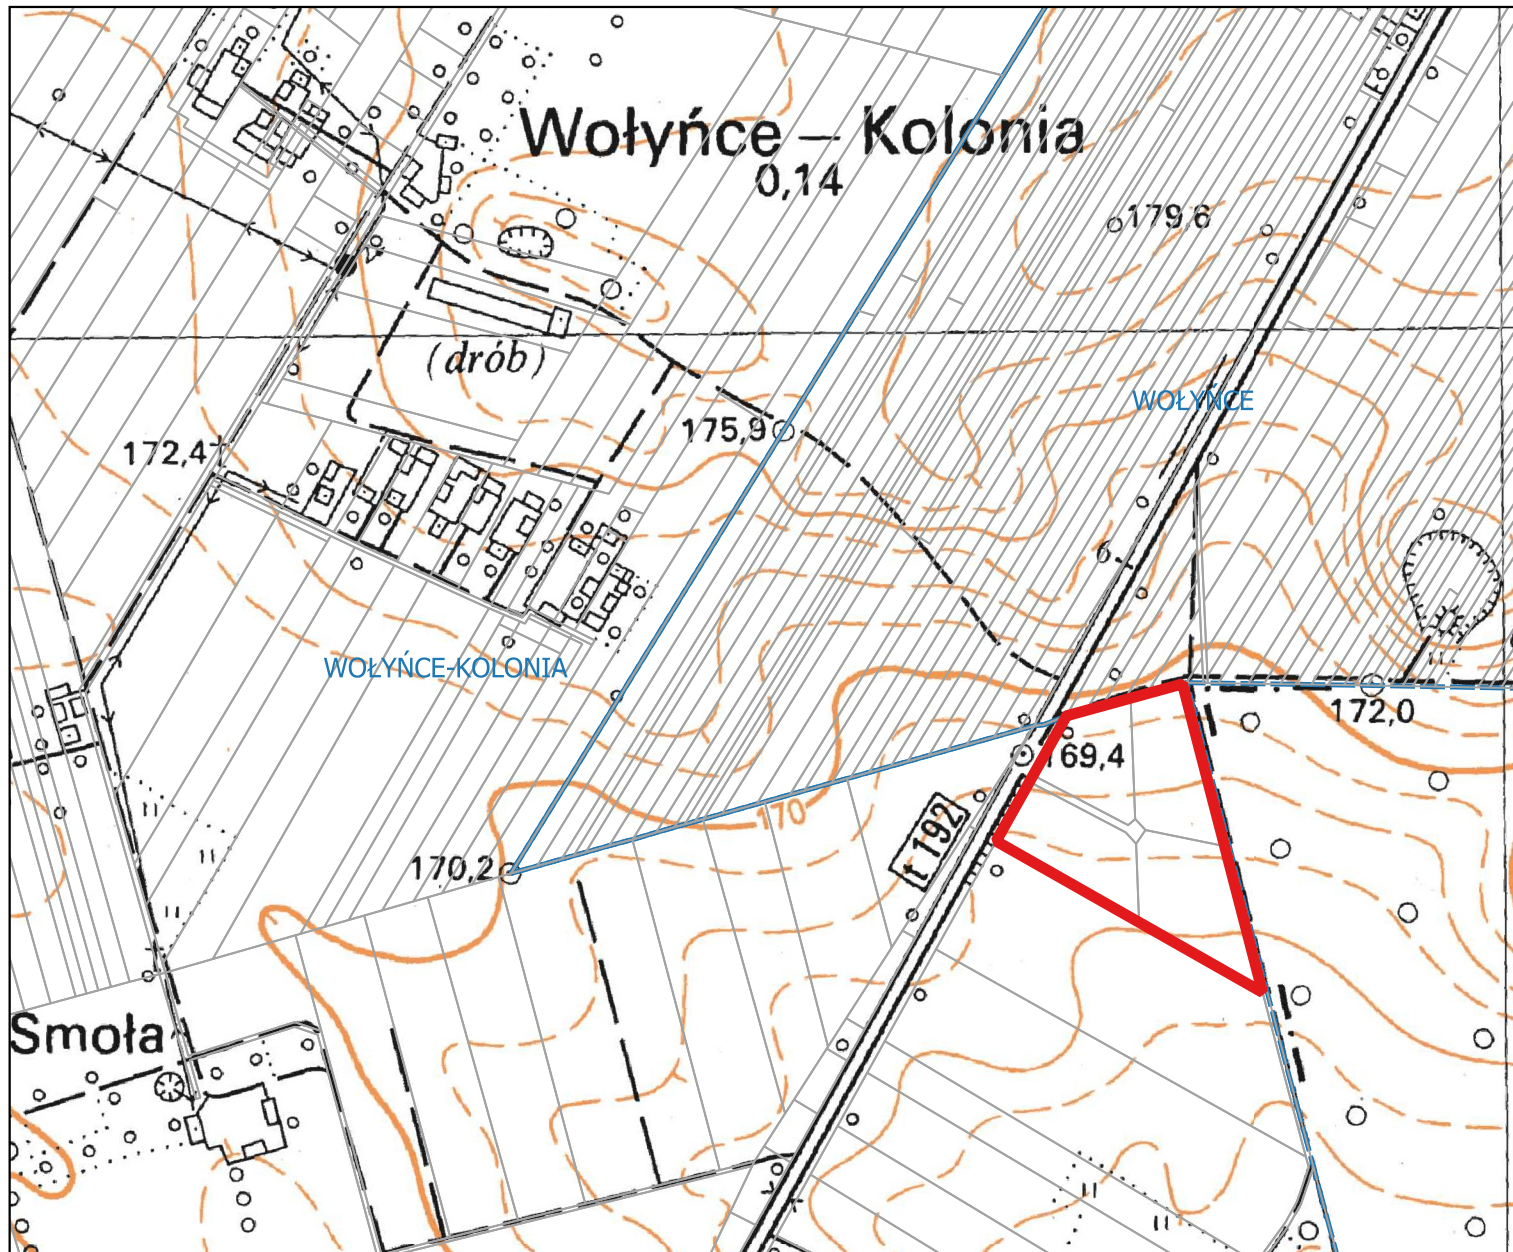 Wołyńce – Kolonia
0,14
179,6
(drób)
WOŁYŃCE
175,9
172,4
6
WOŁYŃCE-KOLONIA
172,0
169,4
170
t 192
170,2
Smoła